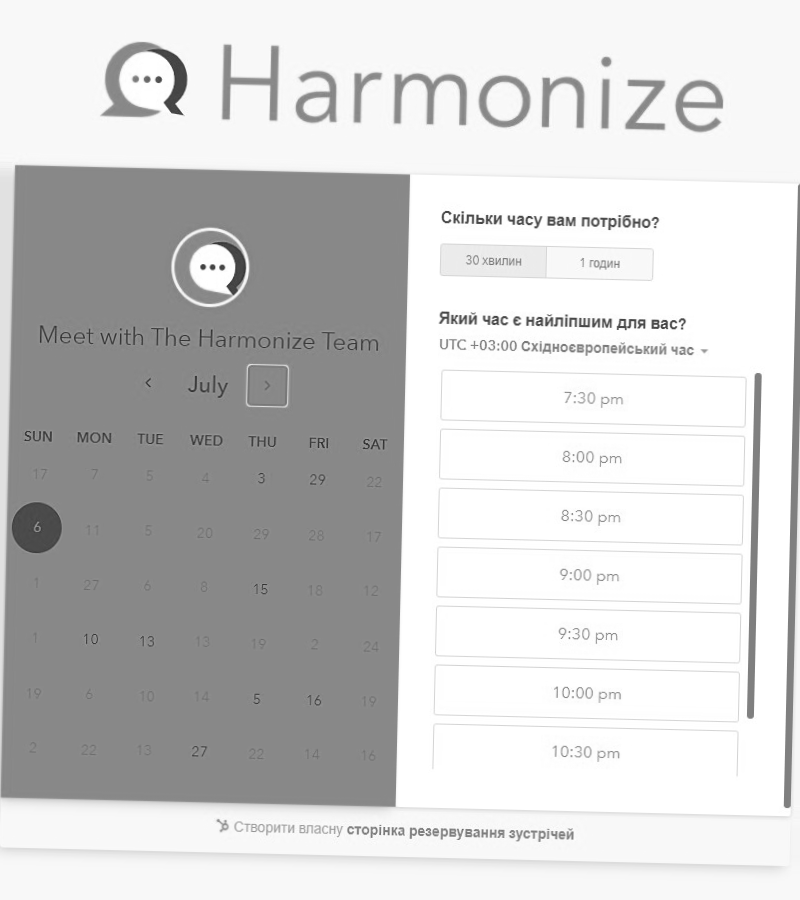 Harmonize
Meet with The Harmonize Team
July
SUN MON TUE WED THU FRI SAT
17 7 5 4 3 29 22
6 11 5 20 29 28 17
1 27 6 8 15 18 12
1 10 13 13 19 2 24
19 6 10 14 5 16 19
2 22 13 27 22 14 16
Скільки часу вам потрібно?
30 хвилин 1 годин
Який час є найліпшим для вас?
UTC +03:00 Східноєвропейський час
7:30 pm
8:00 pm
8:30 pm
9:00 pm
9:30 pm
10:00 pm
10:30 pm
Створити власну сторінка резервування зустрічей